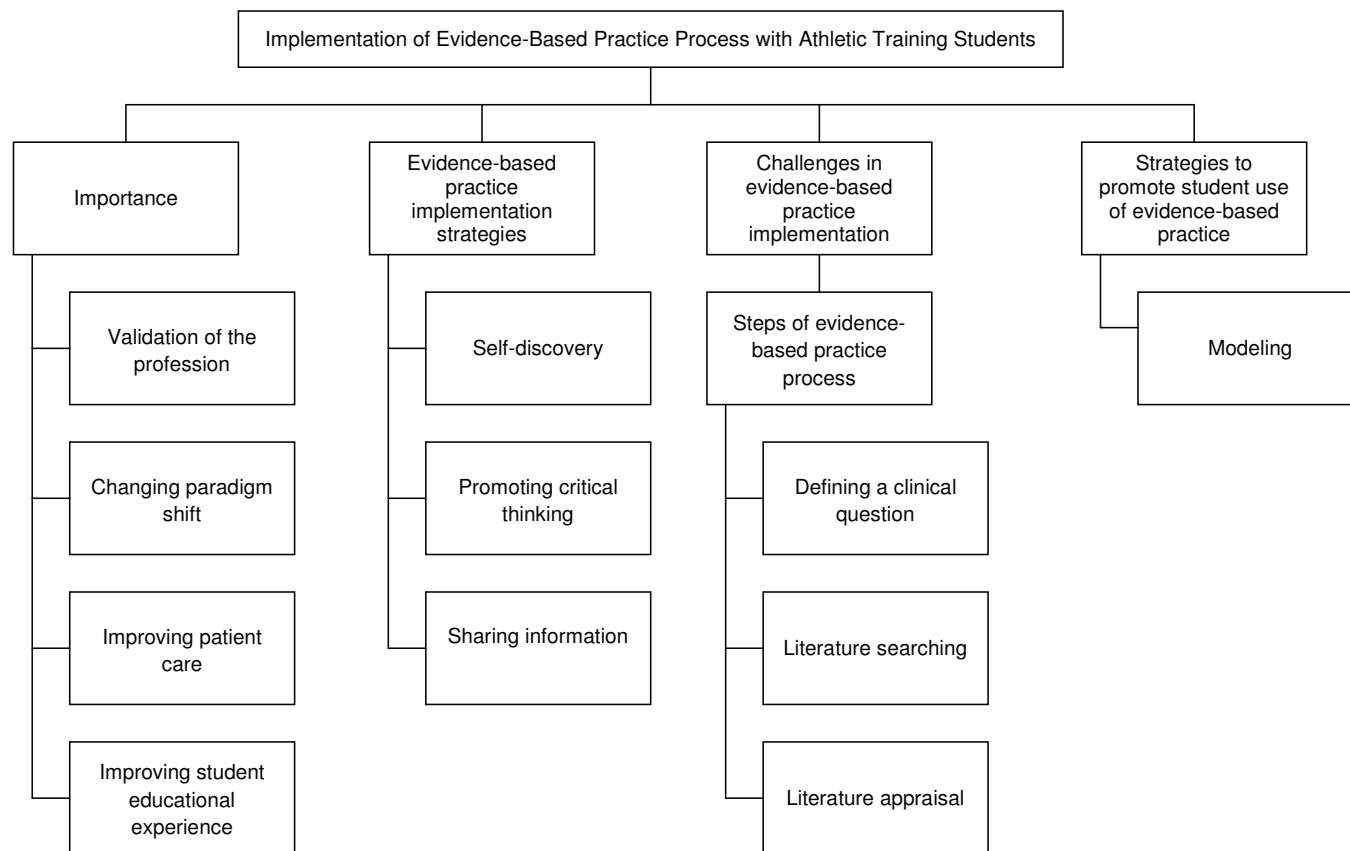 Implementation of Evidence-Based Practice Process with Athletic Training Students
Importance
Evidence-based
practice
implementation
strategies
Challenges in
evidence-based
practice
implementation
Strategies to
promote student use
of evidence-based
practice
Validation of the
profession
Self-discovery
Steps of evidence-
based practice
process
Modeling
Changing paradigm
shift
Promoting critical
thinking
Defining a clinical
question
Improving patient
care
Sharing information
Literature searching
Improving student
educational
experience
Literature appraisal